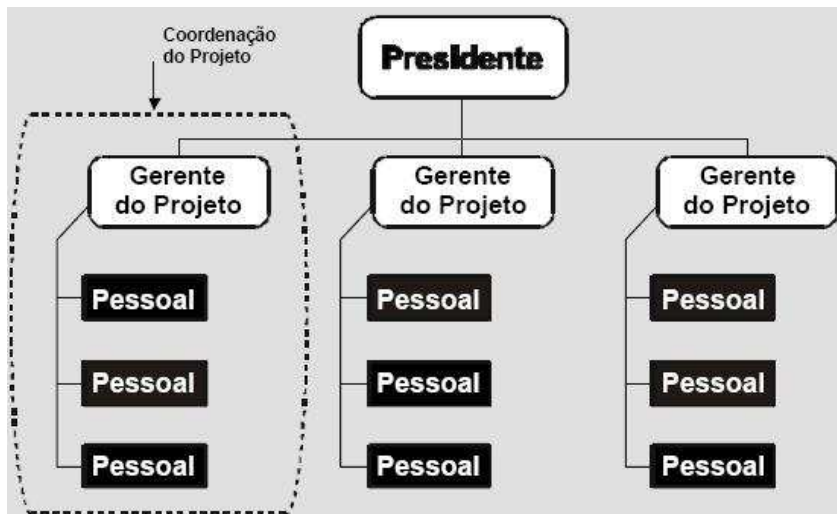 Coordenação
do Projeto
Presidente
Gerente
do Projeto
Gerente
do Projeto
Gerente
do Projeto
Pessoal
Pessoal
Pessoal
Pessoal
Pessoal
Pessoal
Pessoal
Pessoal
Pessoal